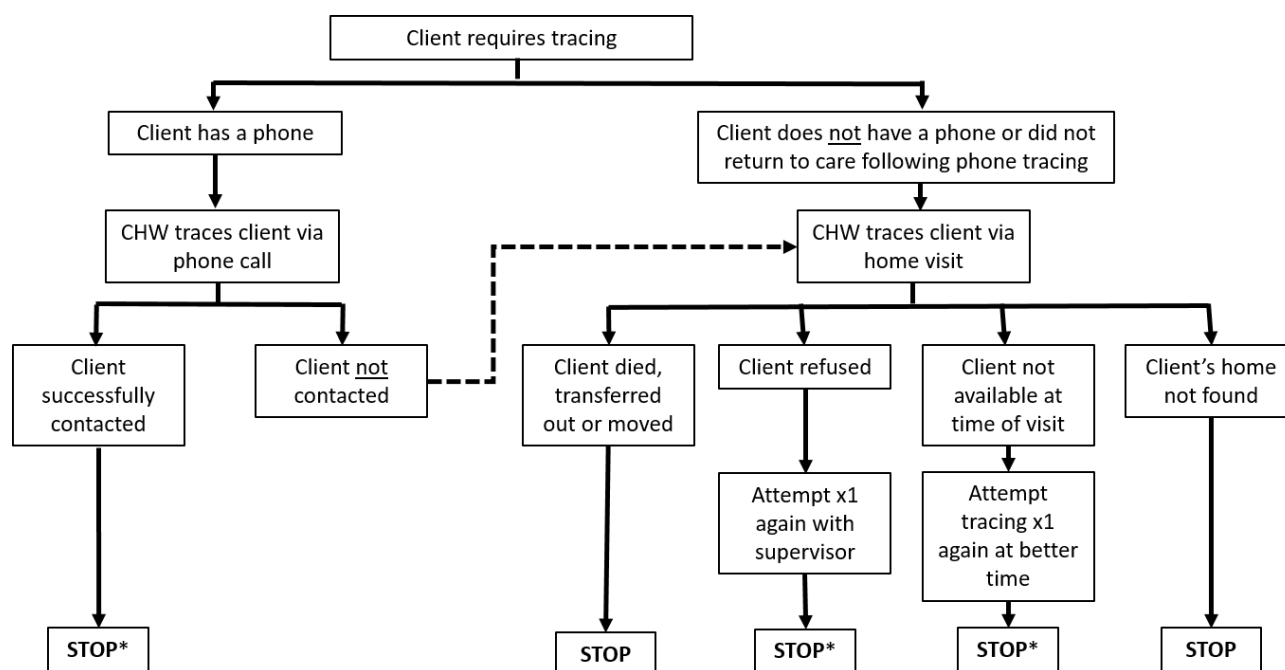 Client requires tracing
Client has a phone
Client does not have a phone or did not
return to care following phone tracing
CHW traces client via
phone call
CHW traces client via
home visit
Client
successfully
contacted
Client not
contacted
Client died,
transferred
out or moved
Client refused
Client not
available at
time of visit
Client’s home
not found
Attempt x1
again with
supervisor
Attempt
tracing x1
again at better
time
STOP*
STOP
STOP*
STOP*
STOP